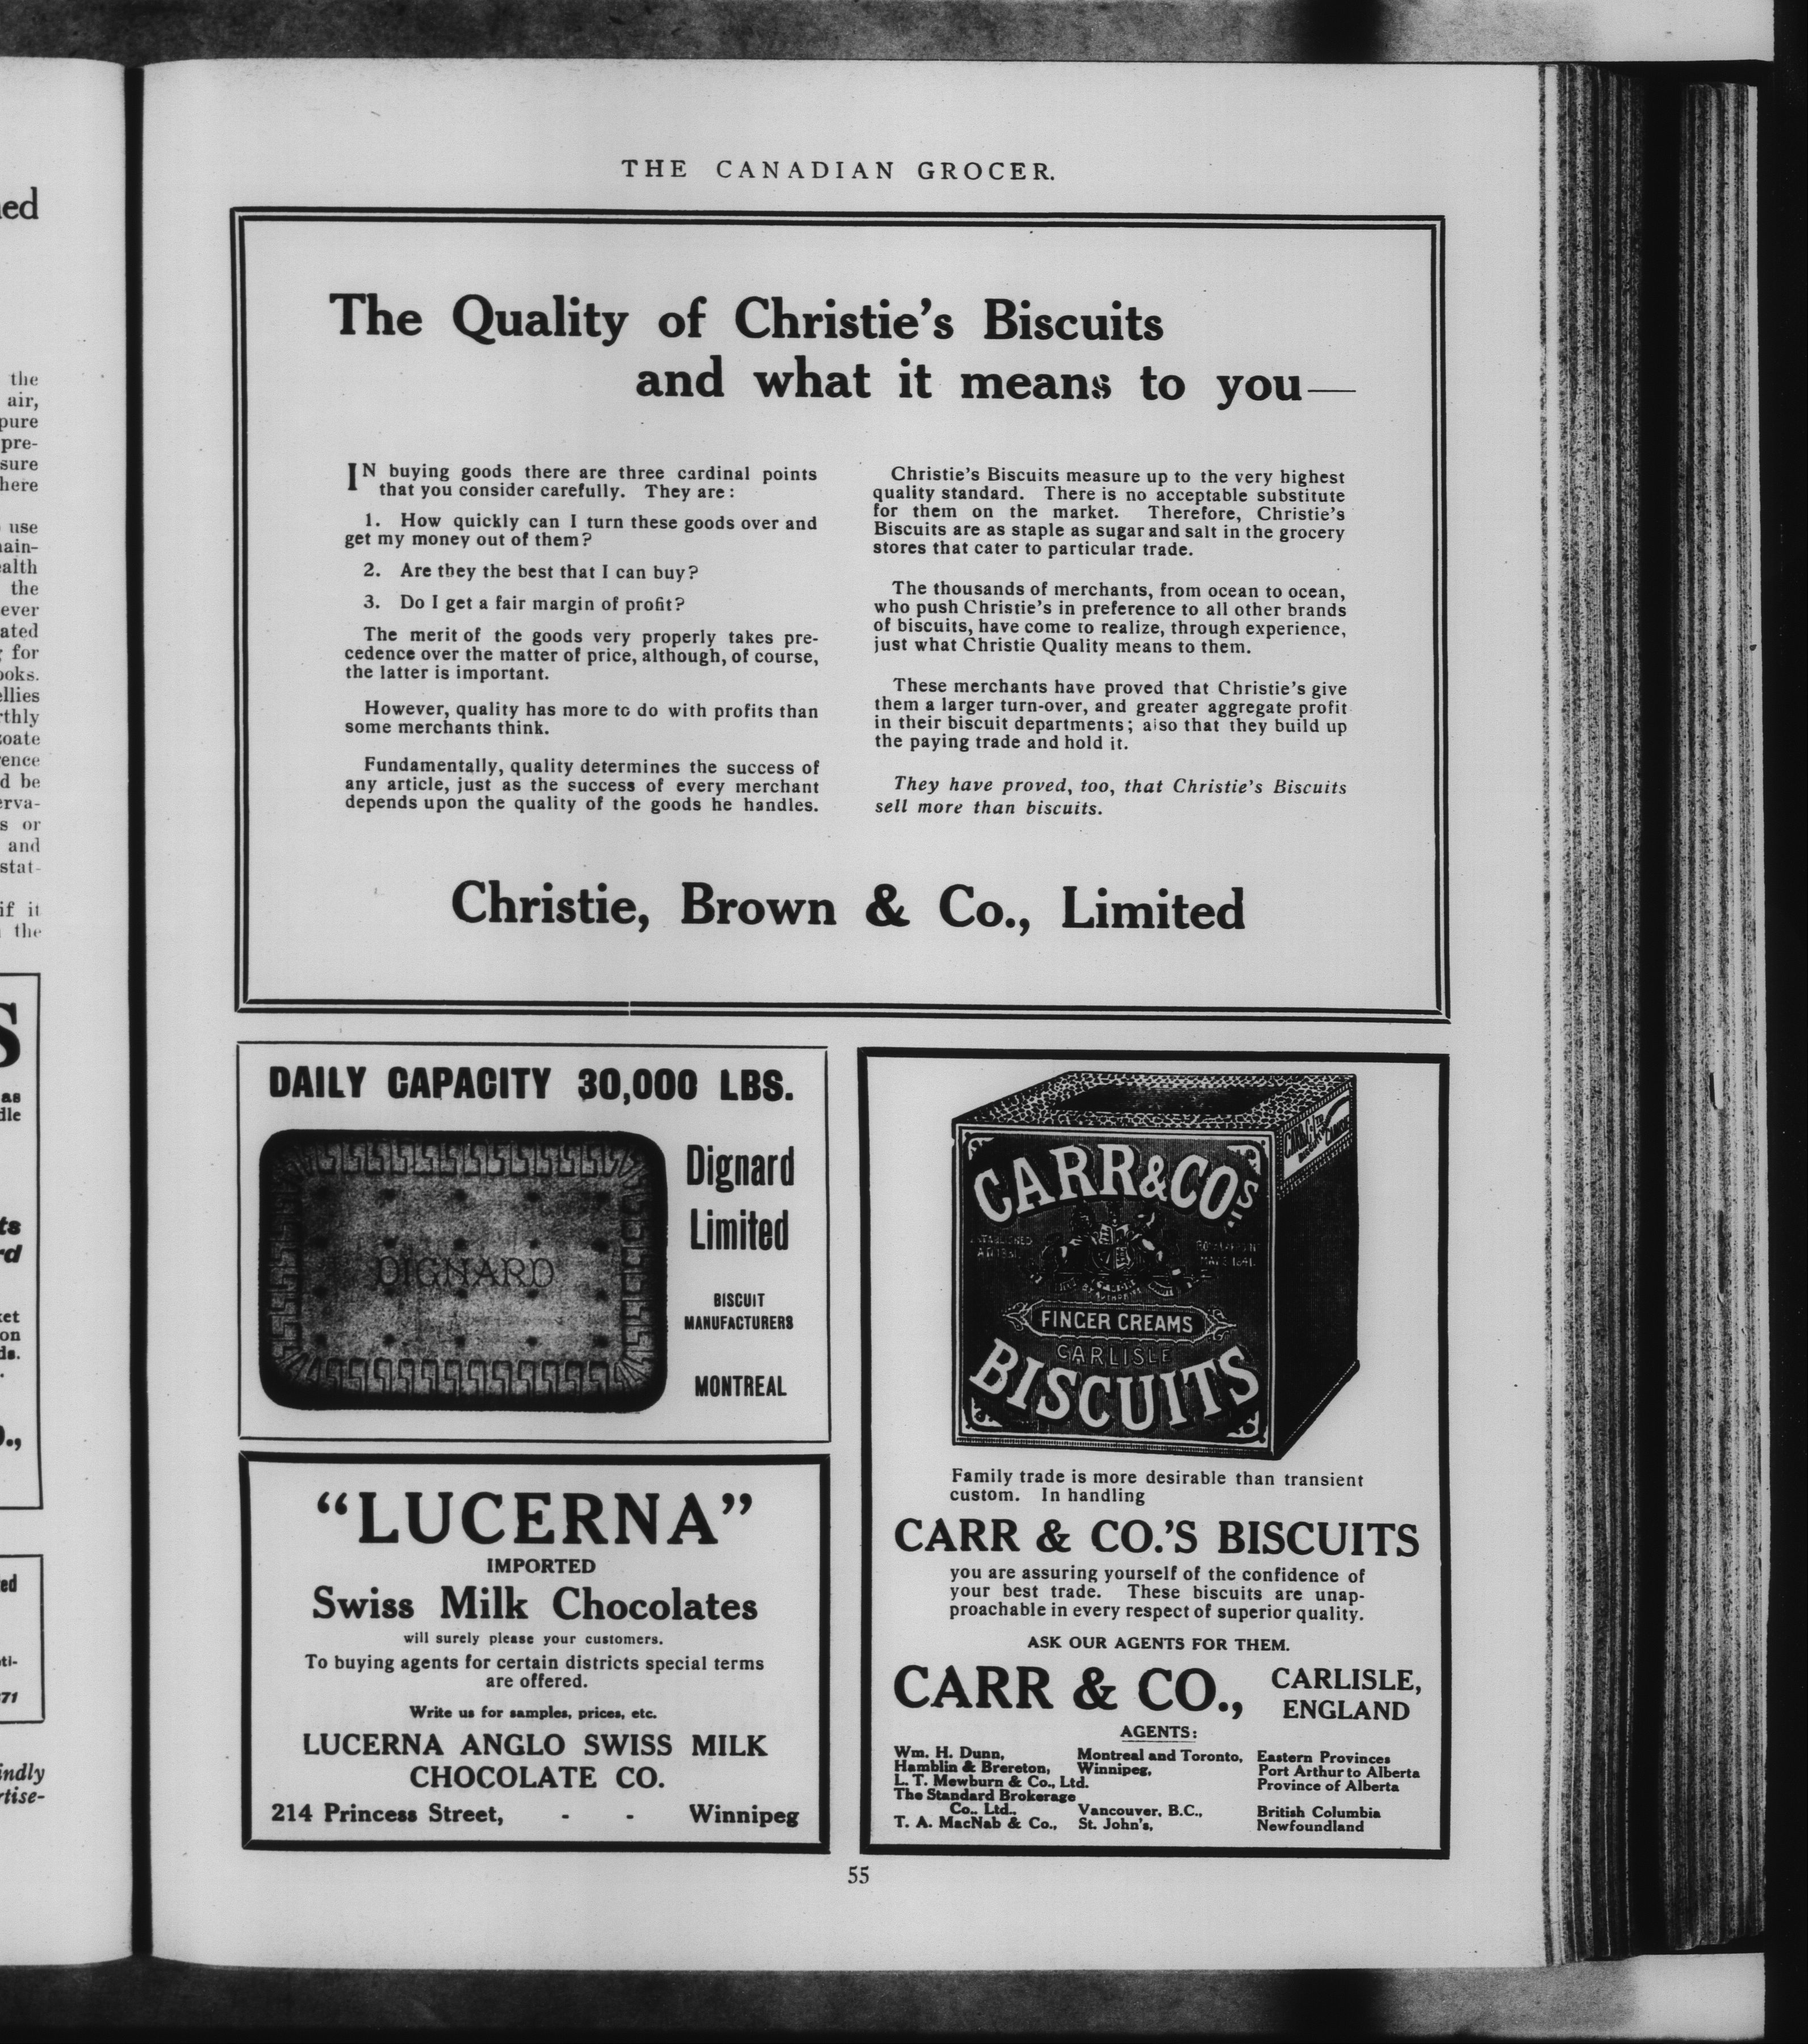 THE CANADIAN GROCER.
The Quality of Christie's Biscuits
and what it means to you—
IN buying goods there are three cardinal points
that you consider carefully. They are:
1. How quickly can I turn these goods over and
get my money out of them?
2. Are they the best that I can buy?
3. Do I get a fair margin of profit?
The merit of the goods very properly takes pre-
cedence over the matter of price, although, of course,
the latter is important.
However, quality has more to do with profits than
some merchants think.
Fundamentally, quality determines the success of
any article, just as the success of every merchant
depends upon the quality of the goods he handles.
Christie's Biscuits measure up to the very highest
quality standard. There is no acceptable substitute
for them on the market. Therefore, Christie's
Biscuits are as staple as sugar and salt in the grocery
stores that cater to particular trade.
The thousands of merchants, from ocean to ocean,
who push Christie's in preference to all other brands
of biscuits, have come to realize, through experience,
just what Christie Quality means to them.
These merchants have proved that Christie's give
them a larger turn-over, and greater aggregate profit
in their biscuit departments; also that they build up
the paying trade and hold it.
They have proved, too, that Christie's Biscuits
sell more than biscuits.
Christie, Brown & Co., Limited
DAILY CAPACITY 30,000 LBS.
DIGNARD
Dignard
Limited
BISCUIT
MANUFACTURERS
MONTREAL
"LUCERNA"
IMPORTED
Swiss Milk Chocolates
will surely please your customers.
To buying agents for certain districts special terms
are offered.
Write us for samples, prices, etc.
LUCERNA ANGLO SWISS MILK
CHOCOLATE CO.
214 Princess Street, - - Winnipeg
CARR & CO'S
FINGER CREAMS
CARLISLE
BISCUITS
Family trade is more desirable than transient
custom. In handling
CARR & CO.'S BISCUITS
you are assuring yourself of the confidence of
your best trade. These biscuits are unap-
proachable in every respect of superior quality.
ASK OUR AGENTS FOR THEM.
CARR & CO., CARLISLE,
ENGLAND
AGENTS:
Wm. H. Dunn, Montreal and Toronto, Eastern Provinces
Hamblin & Brereton, Winnipeg, Port Arthur to Alberta
L. T. Mewburn & Co., Ltd. Province of Alberta
The Standard Brokerage
Co., Ltd., Vancouver, B.C., British Columbia
T. A. MacNab & Co., St. John's, Newfoundland
55